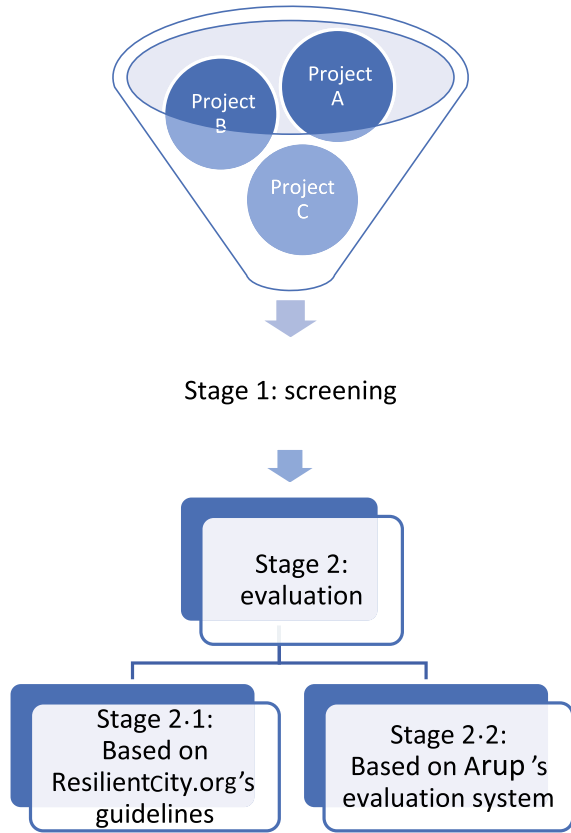 Project
A
Project
B
Project
C
Stage 1: screening
Stage 2:
evaluation
Stage 2·1:
Based on
ResilientCity.org’s
guidelines
Stage 2·2:
Based on Arup ’s
evaluation system